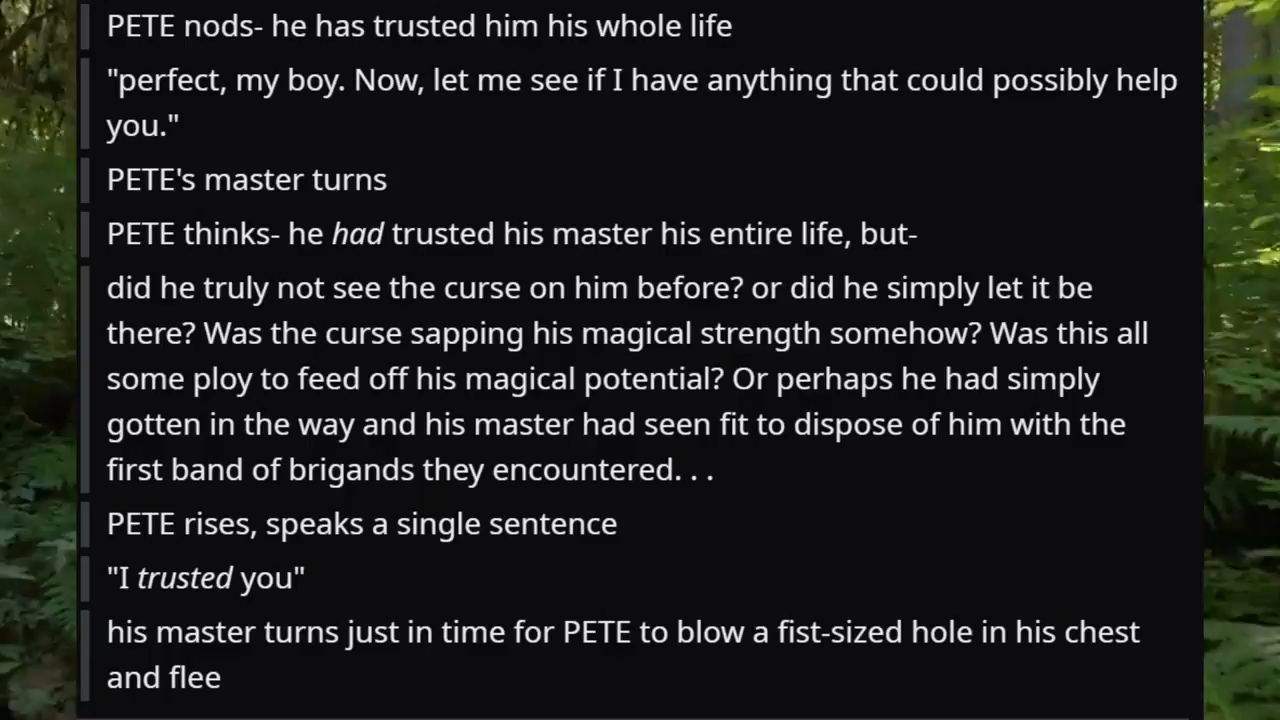 PETE nods- he has trusted him his whole life
"perfect, my boy. Now, let me see if I have anything that could possibly help
you."
PETE's master turns
PETE thinks- he had trusted his master his entire life, but-
did he truly not see the curse on him before? or did he simply let it be
there? Was the curse sapping his magical strength somehow? Was this all
some ploy to feed off his magical potential? Or perhaps he had simply
gotten in the way and his master had seen fit to dispose of him with the
first band of brigands they encountered. . .
PETE rises, speaks a single sentence
"I trusted you"
his master turns just in time for PETE to blow a fist-sized hole in his chest
and flee